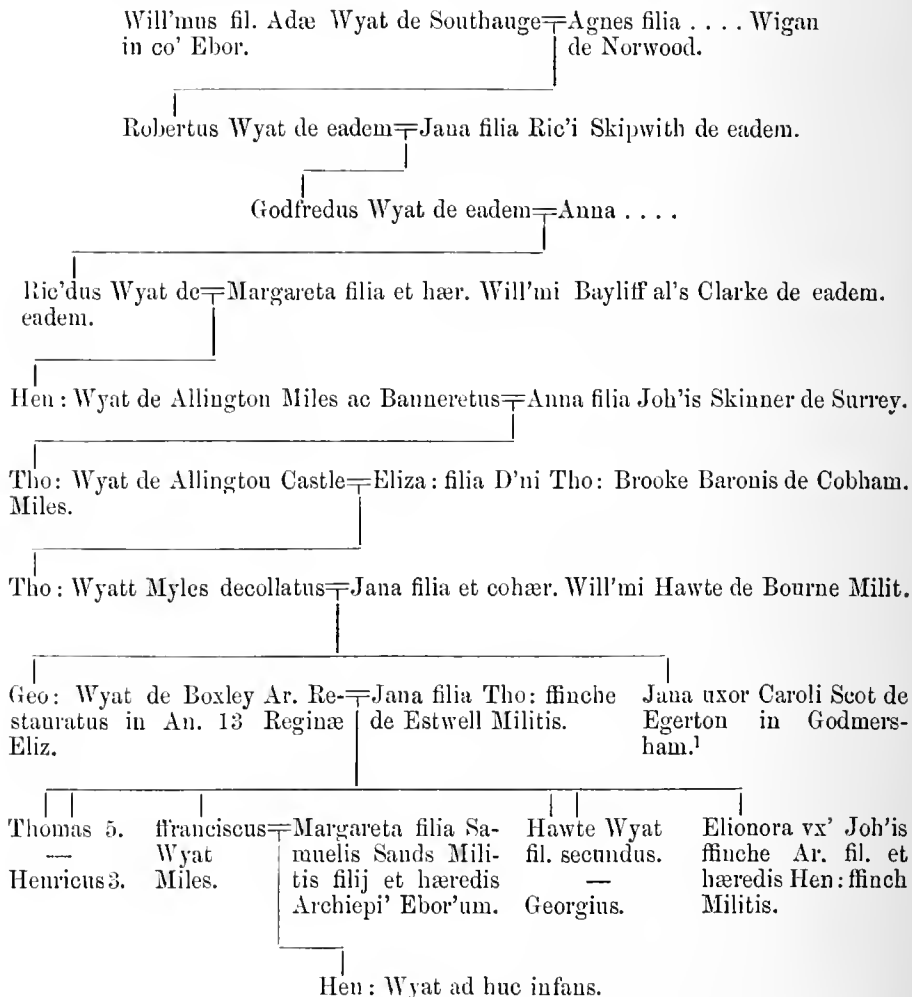 Will'mus fil. Adæ Wyat de Southauge=Agnes filia . . . . Wigan
in co' Ebor. de Norwood.
Robertus Wyat de eadem=Jana filia Ric'i Skipwith de eadem.
Godfredus Wyat de eadem=Anna . . . .
Ric'dus Wyat de=Margareta filia et hær. Will'mi Bayliff al's Clarke de eadem.
eadem.
Hen: Wyat de Allington Miles ac Banneretus=Anna filia Joh'is Skinner de Surrey.
Tho: Wyat de Allington Castle=Eliza: filia D'ni Tho: Brooke Baronis de Cobham.
Miles.
Tho: Wyatt Myles decollatus=Jana filia et cohær. Will'mi Hawte de Bourne Milit.
Geo: Wyat de Boxley Ar. Re-
stauratus in An. 13 Reginæ
Eliz.
=Jana filia Tho: ffinche
de Estwell Militis.
Jana uxor Caroli Scot de
Egerton in Godmers-
ham.¹
Thomas 5.
—
Henricus 3.
ffranciscus=
Wyat
Miles.
Margareta filia Sa-
muelis Sands Mili-
tis filij et hæredis
Archiepi' Ebor'um.
Hawte Wyat
fil. secundus.
—
Georgius.
Elionora vx' Joh'is
ffinche Ar. fil. et
hæredis Hen: ffinch
Militis.
Hen: Wyat ad huc infans.